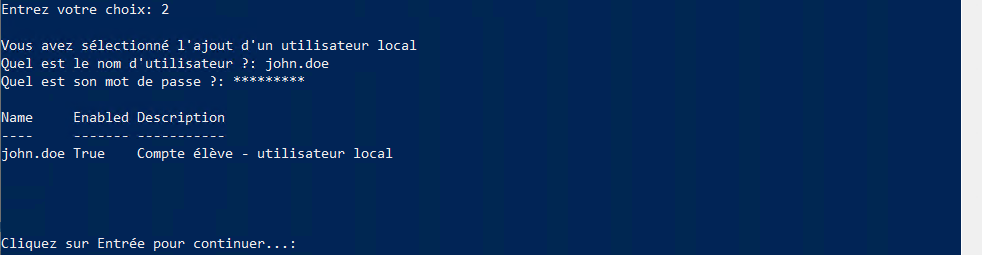 Entrez votre choix: 2
Vous avez sélectionné l'ajout d'un utilisateur local
Quel est le nom d'utilisateur ?: john.doe
Quel est son mot de passe ?: *********
Name     Enabled Description
----     ------- -----------
john.doe True    Compte élève - utilisateur local
Cliquez sur Entrée pour continuer...: